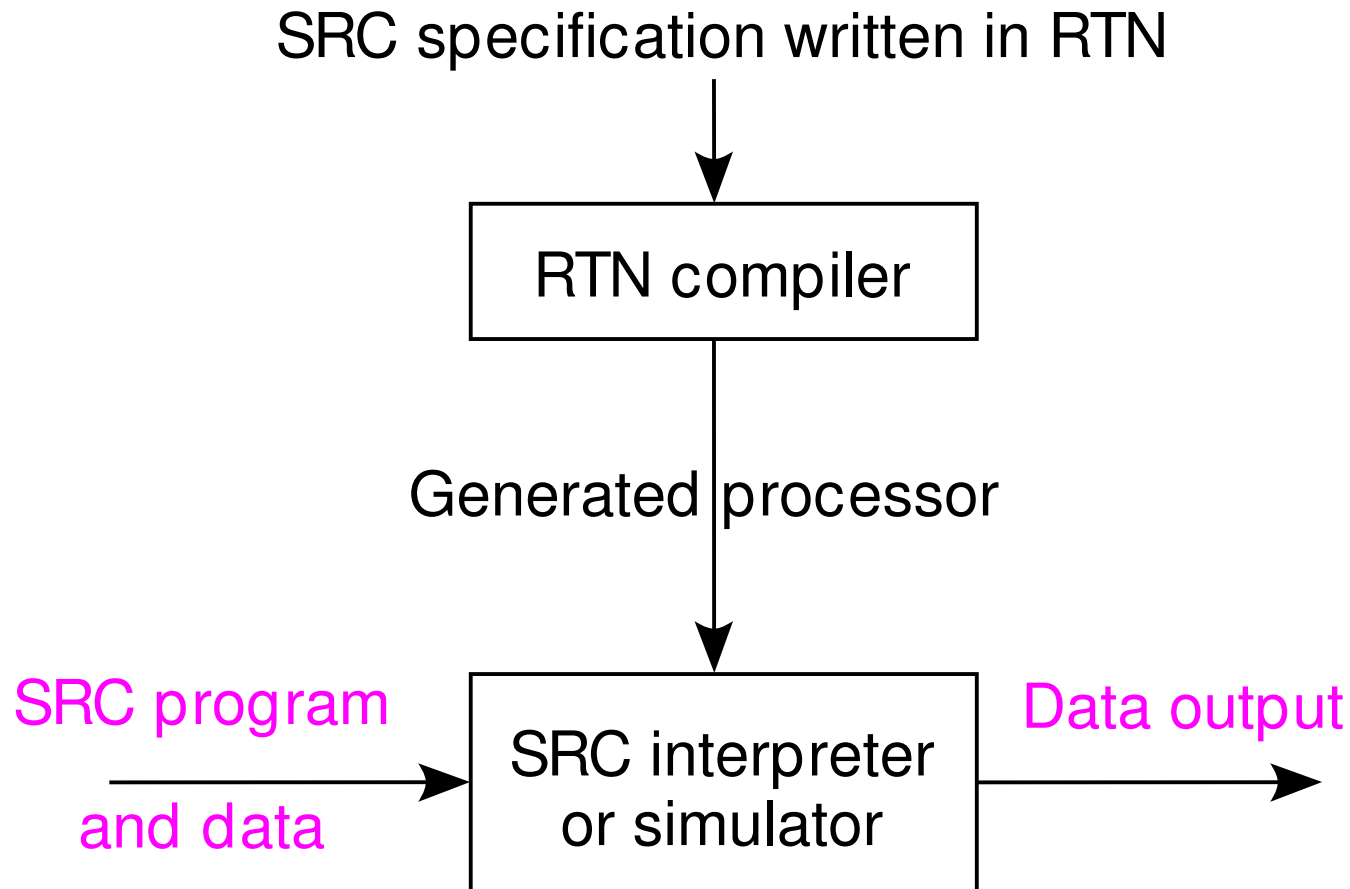 SRC specification written in RTN
RTN compiler
Generated processor
SRC program
and data
SRC interpreter
or simulator
Data output